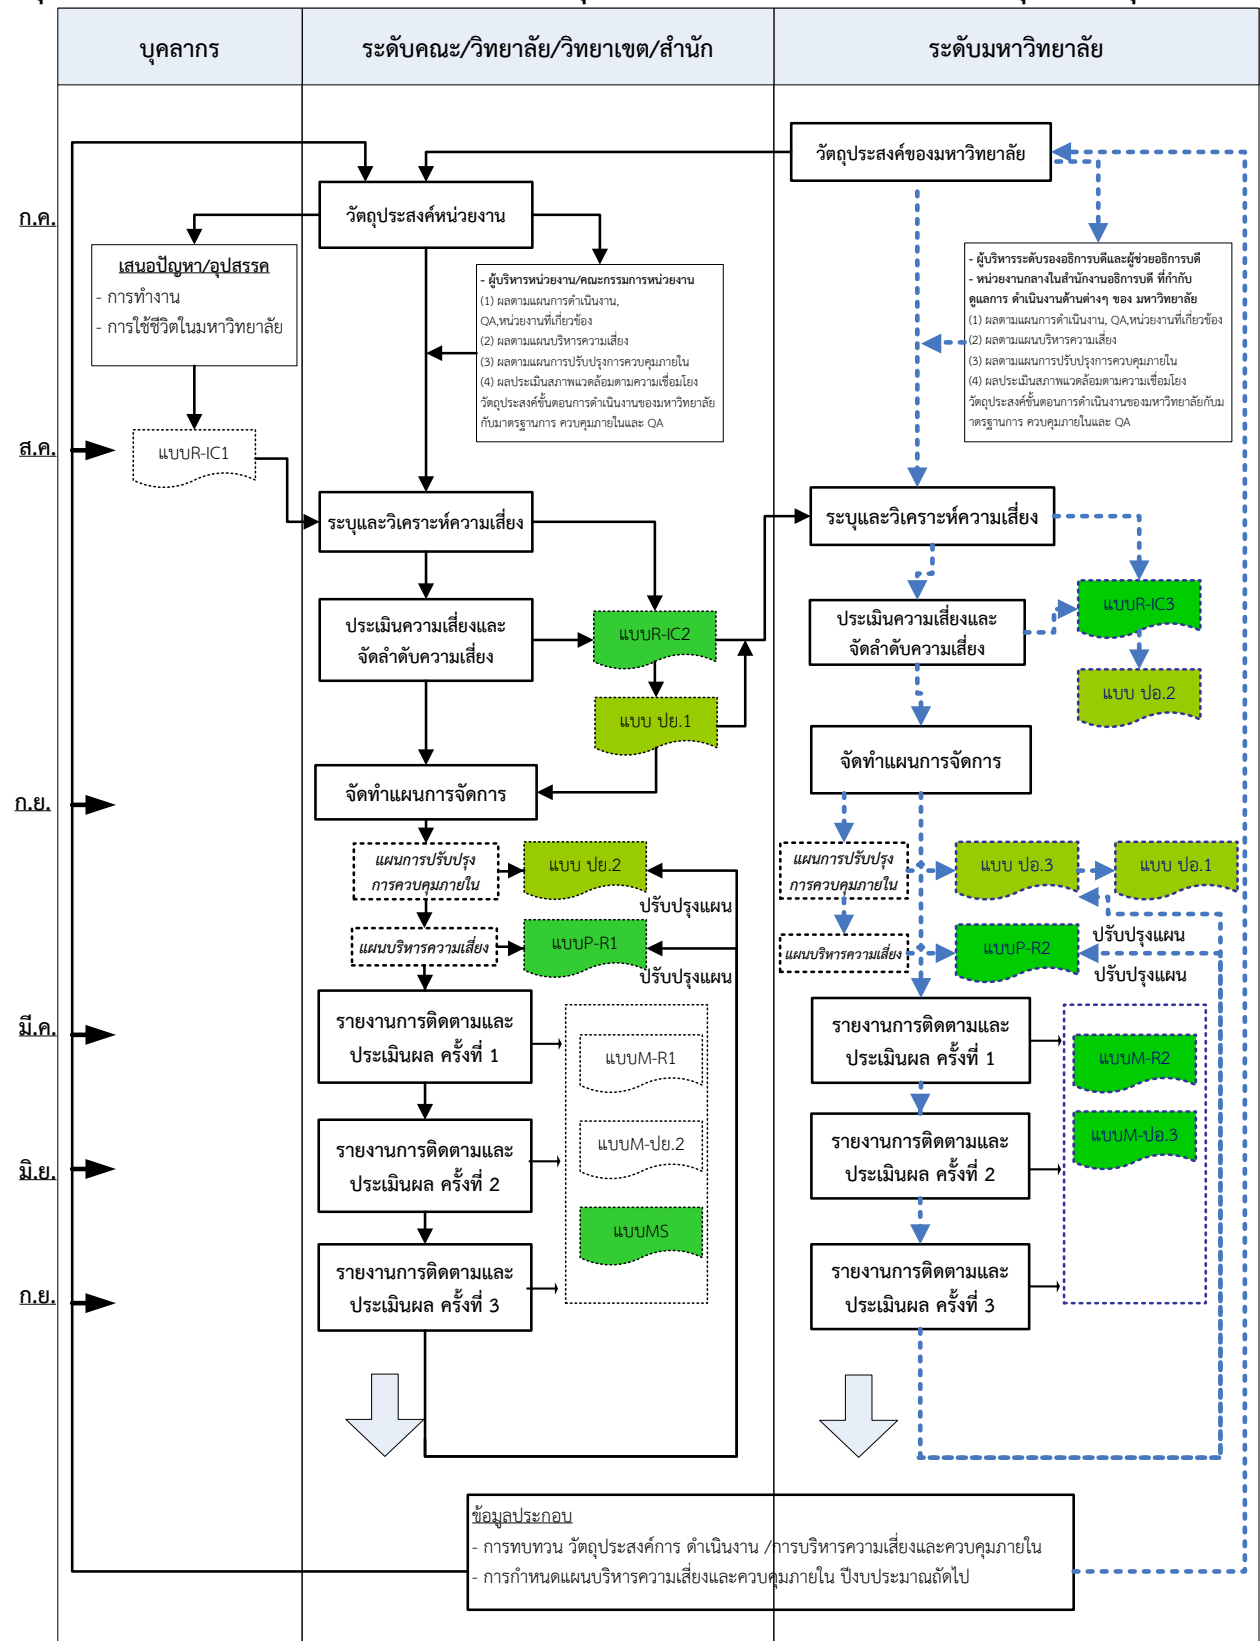 บุคลากร
ระดับคณะ/วิทยาลัย/วิทยาเขต/สำนัก
ระดับมหาวิทยาลัย
วัตถุประสงค์ของมหาวิทยาลัย
ก.ค.
วัตถุประสงค์หน่วยงาน
เสนอปัญหา/อุปสรรค
- การทำงาน
- การใช้ชีวิตในมหาวิทยาลัย
- ผู้บริหารหน่วยงาน/คณะกรรมการหน่วยงาน
(1) ผลตามแผนการดำเนินงาน,
QA,หน่วยงานที่เกี่ยวข้อง
(2) ผลตามแผนบริหารความเสี่ยง
(3) ผลตามแผนการปรับปรุงการควบคุมภายใน
(4) ผลประเมินสภาพแวดล้อมตามความเชื่อมโยง
วัตถุประสงค์ขั้นตอนการดำเนินงานของมหาวิทยาลัย
กับมาตรฐานการ ควบคุมภายในและ QA
- ผู้บริหารระดับรองอธิการบดีและผู้ช่วยอธิการบดี
- หน่วยงานกลางในสำนักงานอธิการบดี ที่กำกับ
ดูแลการ ดำเนินงานด้านต่างๆ ของ มหาวิทยาลัย
(1) ผลตามแผนการดำเนินงาน, QA,หน่วยงานที่เกี่ยวข้อง
(2) ผลตามแผนบริหารความเสี่ยง
(3) ผลตามแผนการปรับปรุงการควบคุมภายใน
(4) ผลประเมินสภาพแวดล้อมตามความเชื่อมโยง
วัตถุประสงค์ขั้นตอนการดำเนินงานของมหาวิทยาลัยกับม
าตรฐานการ ควบคุมภายในและ QA
ส.ค.
แบบR-IC1
ระบุและวิเคราะห์ความเสี่ยง
ระบุและวิเคราะห์ความเสี่ยง
ประเมินความเสี่ยงและ
จัดลำดับความเสี่ยง
แบบR-IC2
ประเมินความเสี่ยงและ
จัดลำดับความเสี่ยง
แบบR-IC3
แบบ ปย.1
แบบ ปอ.2
ก.ย.
จัดทำแผนการจัดการ
จัดทำแผนการจัดการ
แผนการปรับปรุง
การควบคุมภายใน
แบบ ปย.2
ปรับปรุงแผน
แผนการปรับปรุง
การควบคุมภายใน
แบบ ปอ.3
แบบ ปอ.1
ปรับปรุงแผน
แผนบริหารความเสี่ยง
แบบP-R1
ปรับปรุงแผน
แผนบริหารความเสี่ยง
แบบP-R2
ปรับปรุงแผน
มี.ค.
รายงานการติดตามและ
ประเมินผล ครั้งที่ 1
แบบM-R1
รายงานการติดตามและ
ประเมินผล ครั้งที่ 1
แบบM-R2
มิ.ย.
รายงานการติดตามและ
ประเมินผล ครั้งที่ 2
แบบM-ปย.2
รายงานการติดตามและ
ประเมินผล ครั้งที่ 2
แบบM-ปอ.3
แบบMS
ก.ย.
รายงานการติดตามและ
ประเมินผล ครั้งที่ 3
รายงานการติดตามและ
ประเมินผล ครั้งที่ 3
ข้อมูลประกอบ
- การทบทวน วัตถุประสงค์การ ดำเนินงาน /การบริหารความเสี่ยงและควบคุมภายใน
- การกำหนดแผนบริหารความเสี่ยงและควบคุมภายใน ปีงบประมาณถัดไป